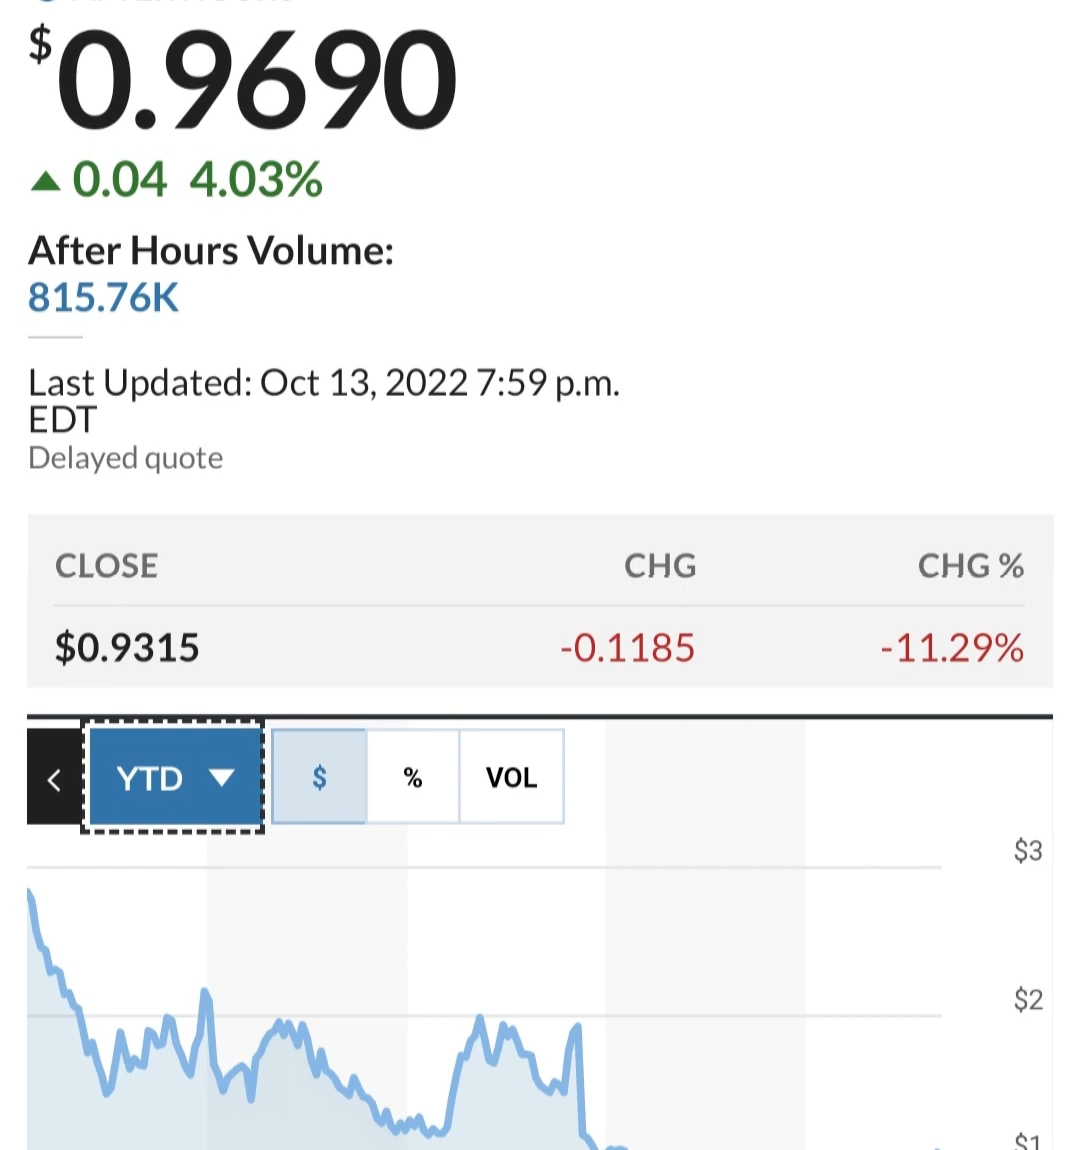 $0.9690
▲ 0.04 4.03%
After Hours Volume:
815.76K
Last Updated: Oct 13, 2022 7:59 p.m.
EDT
Delayed quote
CLOSE CHG CHG %
$0.9315 -0.1185 -11.29%
< YTD ▼ $ % VOL
$3
$2
$1